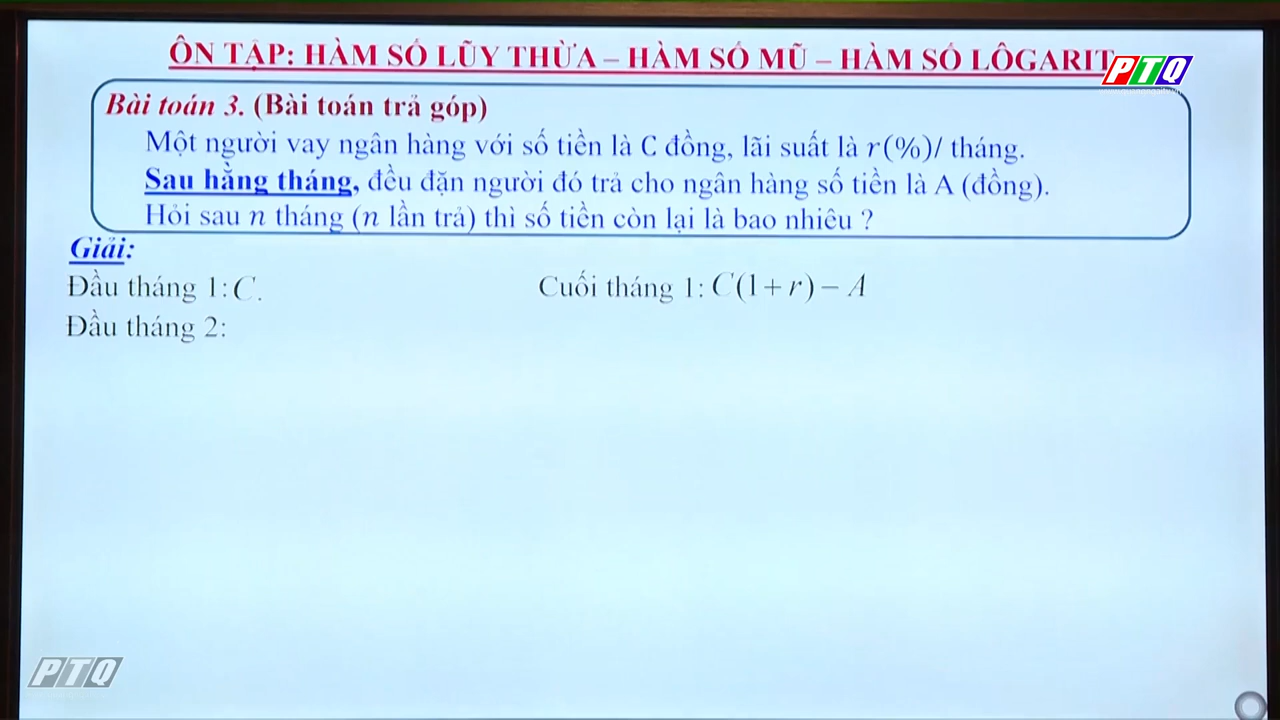 ÔN TẬP: HÀM SỐ LŨY THỪA – HÀM SỐ MŨ – HÀM SỐ LÔGARIT
PTQ
Bài toán 3. (Bài toán trả góp)
Một người vay ngân hàng với số tiền là C đồng, lãi suất là r(%)/ tháng.
Sau hằng tháng, đều đặn người đó trả cho ngân hàng số tiền là A (đồng).
Hỏi sau n tháng (n lần trả) thì số tiền còn lại là bao nhiêu ?
Giải:
Đầu tháng 1: C. Cuối tháng 1: C(1+r) – A
Đầu tháng 2:
PTQ